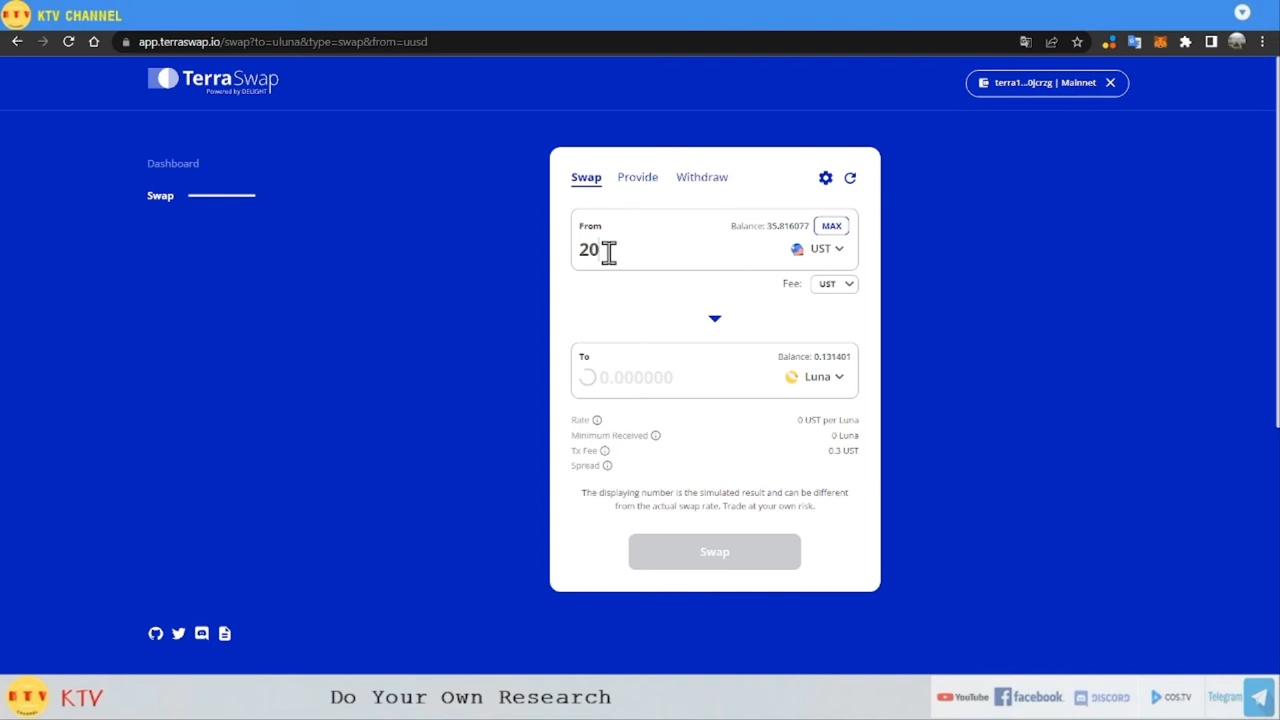 KTV CHANNEL
app.terraswap.io/swap?to=uluna&type=swap&from=uusd
TerraSwap
Powered by DELIGHT
terra1...0jcrzg | Mainnet
Dashboard
Swap
Swap Provide Withdraw
From Balance: 35.816077 MAX
20 UST
Fee: UST
To Balance: 0.131401
0.000000 Luna
Rate 0 UST per Luna
Minimum Received 0 Luna
Tx Fee 0.3 UST
Spread
The displaying number is the simulated result and can be different
from the actual swap rate. Trade at your own risk.
Swap
KTV Do Your Own Research YouTube facebook. DISCORD COS.TV Telegram